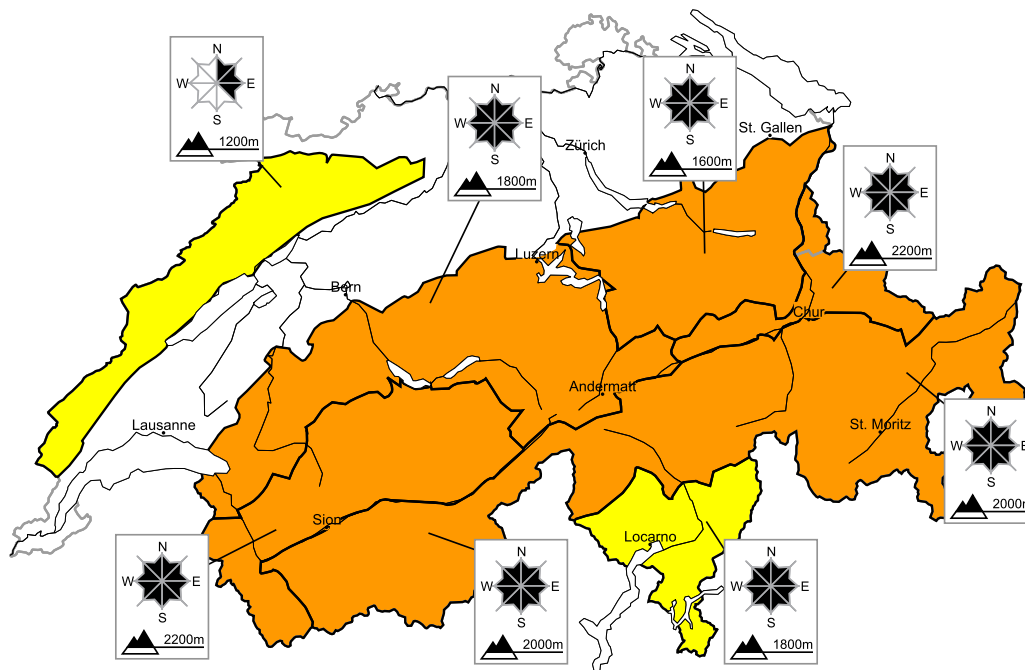 N
W E
S
1200m
N
W E
S
1800m
N
W E
S
1600m
St. Gallen
Zürich
N
W E
S
2200m
Luzern
Bern
Chur
Andermatt
Lausanne
St. Moritz
N
W E
S
2000m
Sion
Locarno
N
W E
S
2200m
N
W E
S
2000m
N
W E
S
1800m